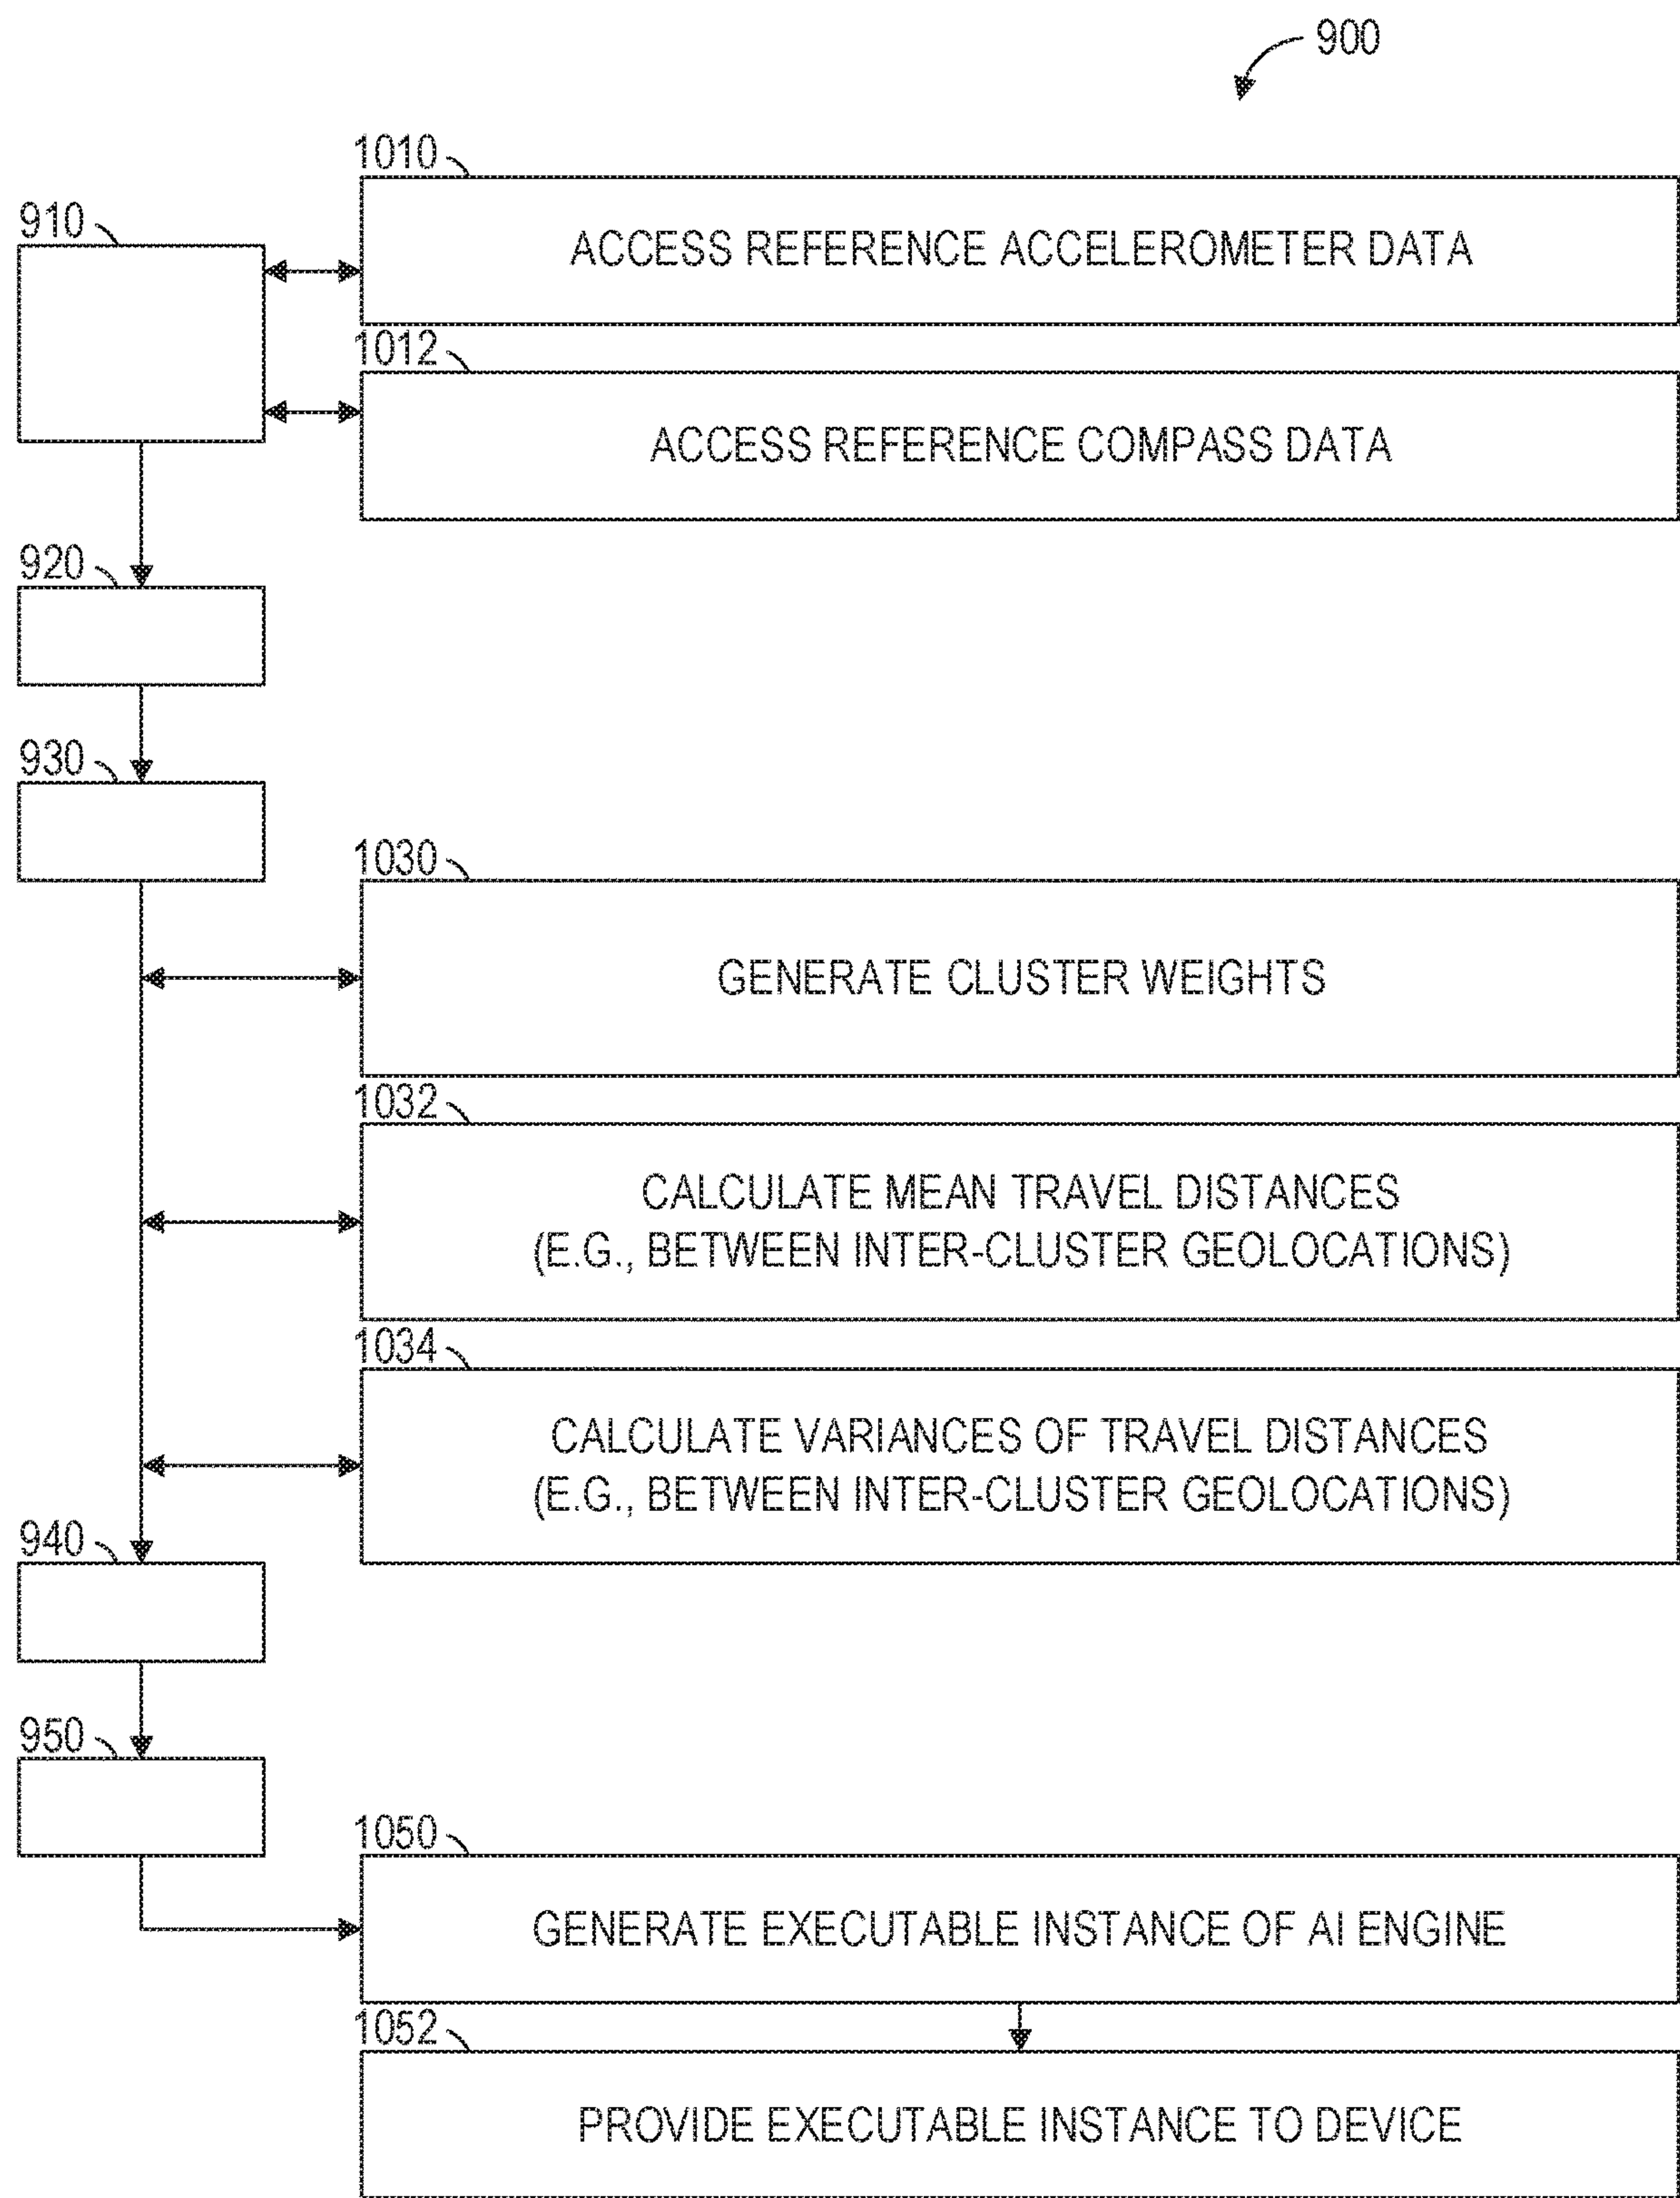 900
1010
910
ACCESS REFERENCE ACCELEROMETER DATA
1012
ACCESS REFERENCE COMPASS DATA
920
930
1030
GENERATE CLUSTER WEIGHTS
1032
CALCULATE MEAN TRAVEL DISTANCES
(E.G., BETWEEN INTER-CLUSTER GEOLOCATIONS)
1034
CALCULATE VARIANCES OF TRAVEL DISTANCES
(E.G., BETWEEN INTER-CLUSTER GEOLOCATIONS)
940
950
1050
GENERATE EXECUTABLE INSTANCE OF AI ENGINE
1052
PROVIDE EXECUTABLE INSTANCE TO DEVICE